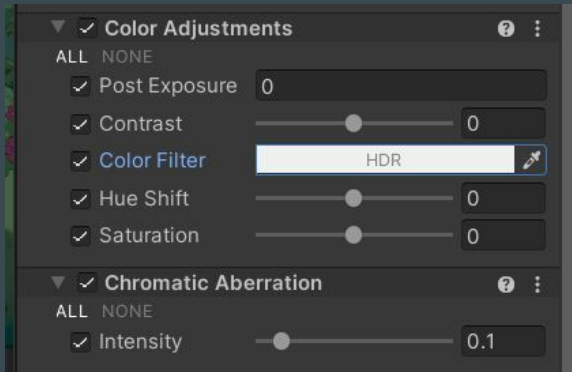 Color Adjustments
ALL NONE
Post Exposure 0
Contrast 0
Color Filter HDR
Hue Shift 0
Saturation 0
Chromatic Aberration
ALL NONE
Intensity 0.1